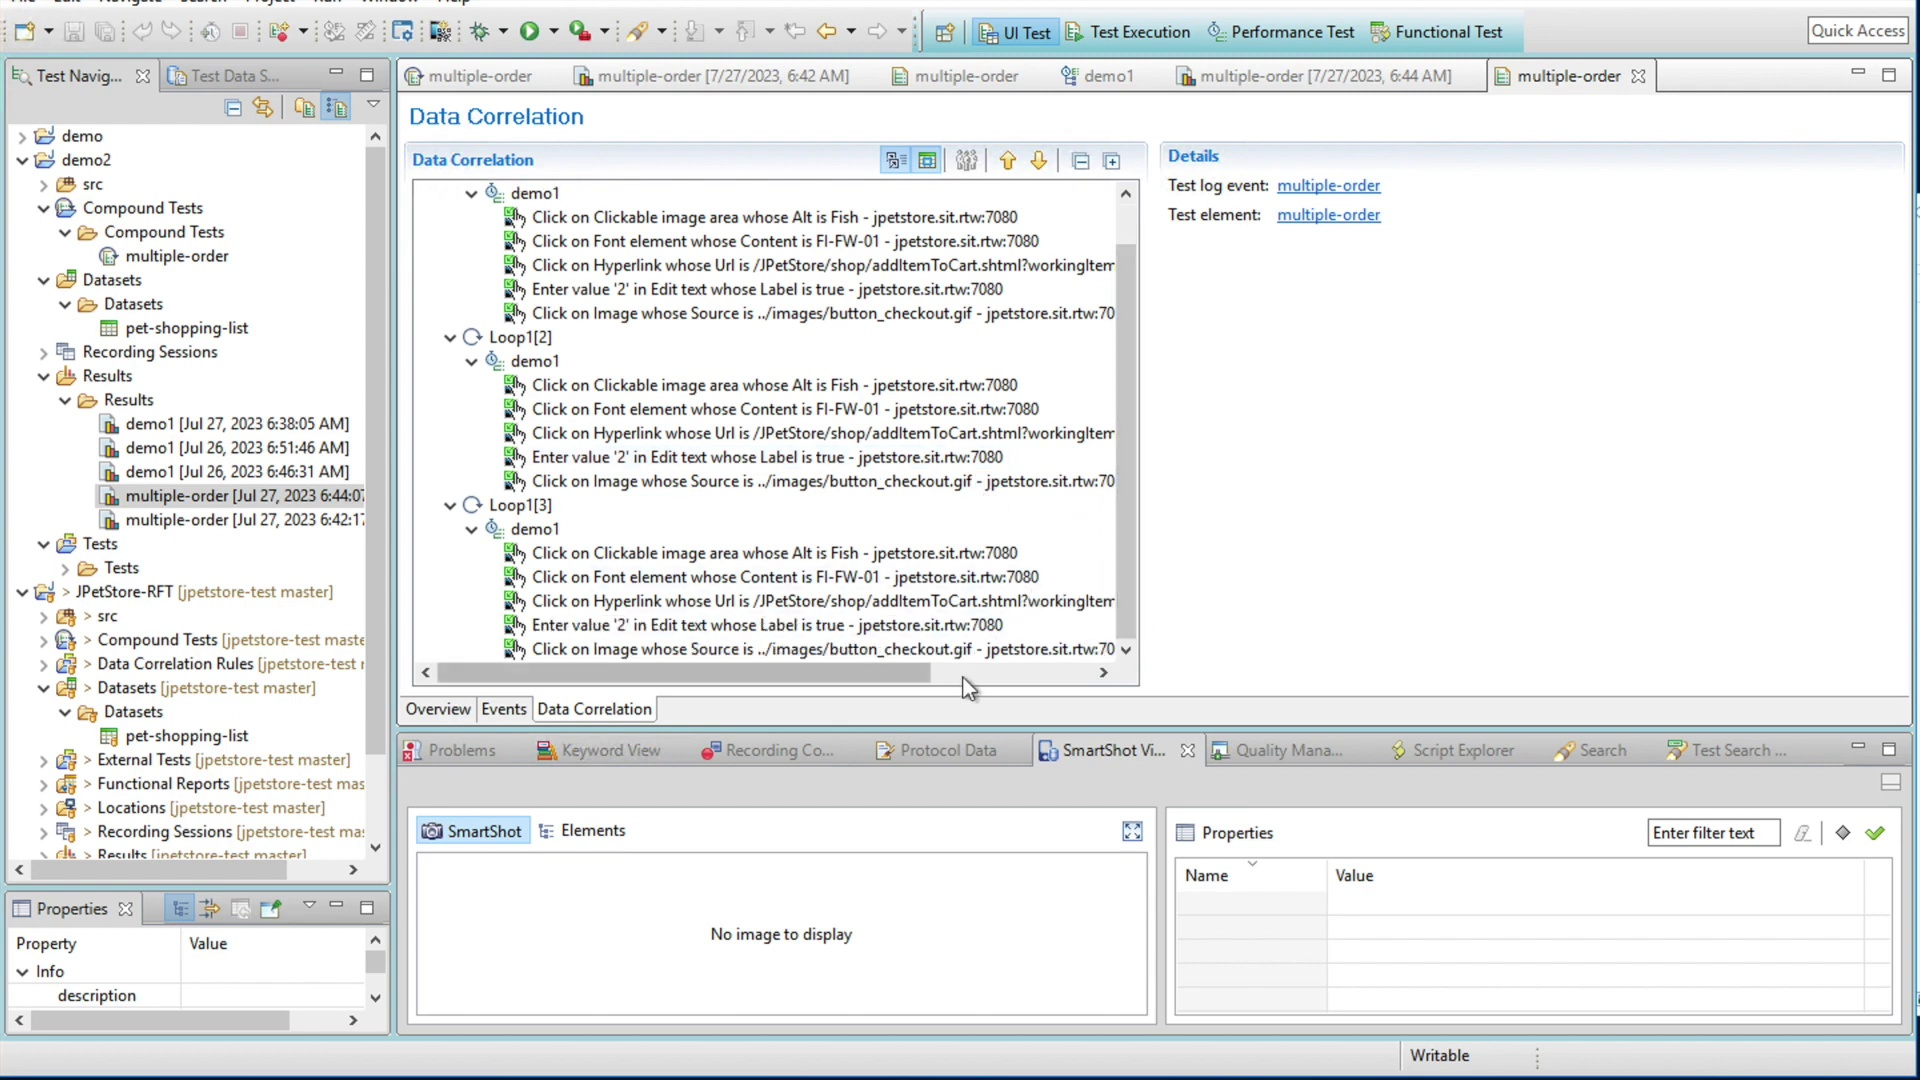 UI Test
Test Execution
Performance Test
Functional Test
Quick Access
Test Navig...
Test Data S...
multiple-order
multiple-order [7/27/2023, 6:42 AM]
multiple-order
demo1
multiple-order [7/27/2023, 6:44 AM]
multiple-order
demo
demo2
src
Compound Tests
Compound Tests
multiple-order
Datasets
Datasets
pet-shopping-list
Recording Sessions
Results
Results
demo1 [Jul 27, 2023 6:38:05 AM]
demo1 [Jul 26, 2023 6:51:46 AM]
demo1 [Jul 26, 2023 6:46:31 AM]
multiple-order [Jul 27, 2023 6:44:07
multiple-order [Jul 27, 2023 6:42:17
Tests
Tests
> JPetStore-RFT [jpetstore-test master]
> src
> Compound Tests [jpetstore-test maste
> Data Correlation Rules [jpetstore-test r
> Datasets [jpetstore-test master]
Datasets
pet-shopping-list
> External Tests [jpetstore-test master]
> Functional Reports [jpetstore-test mas
> Locations [jpetstore-test master]
> Recording Sessions [jpetstore-test mas
> Results [jpetstore-test master]
Data Correlation
Data Correlation
demo1
Click on Clickable image area whose Alt is Fish - jpetstore.sit.rtw:7080
Click on Font element whose Content is FI-FW-01 - jpetstore.sit.rtw:7080
Click on Hyperlink whose Url is /JPetStore/shop/addItemToCart.shtml?workingItem
Enter value '2' in Edit text whose Label is true - jpetstore.sit.rtw:7080
Click on Image whose Source is ../images/button_checkout.gif - jpetstore.sit.rtw:70
Loop1[2]
demo1
Click on Clickable image area whose Alt is Fish - jpetstore.sit.rtw:7080
Click on Font element whose Content is FI-FW-01 - jpetstore.sit.rtw:7080
Click on Hyperlink whose Url is /JPetStore/shop/addItemToCart.shtml?workingItem
Enter value '2' in Edit text whose Label is true - jpetstore.sit.rtw:7080
Click on Image whose Source is ../images/button_checkout.gif - jpetstore.sit.rtw:70
Loop1[3]
demo1
Click on Clickable image area whose Alt is Fish - jpetstore.sit.rtw:7080
Click on Font element whose Content is FI-FW-01 - jpetstore.sit.rtw:7080
Click on Hyperlink whose Url is /JPetStore/shop/addItemToCart.shtml?workingItem
Enter value '2' in Edit text whose Label is true - jpetstore.sit.rtw:7080
Click on Image whose Source is ../images/button_checkout.gif - jpetstore.sit.rtw:70
Details
Test log event: multiple-order
Test element: multiple-order
Overview
Events
Data Correlation
Problems
Keyword View
Recording Co...
Protocol Data
SmartShot Vi...
Quality Mana...
Script Explorer
Search
Test Search ...
SmartShot
Elements
No image to display
Properties
Enter filter text
Name
Value
Properties
Property
Value
Info
description
Writable